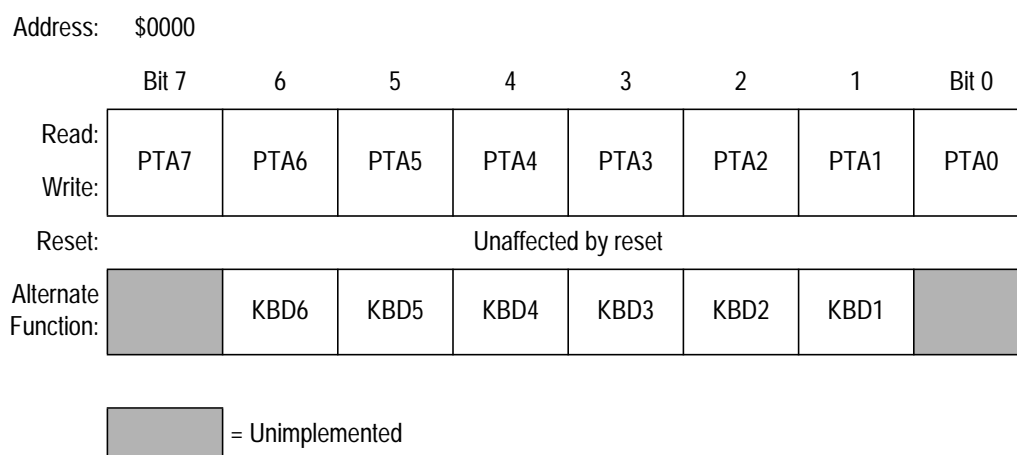 Address: $0000
Bit 7 6 5 4 3 2 1 Bit 0
Read:
PTA7 PTA6 PTA5 PTA4 PTA3 PTA2 PTA1 PTA0
Write:
Reset: Unaffected by reset
Alternate
Function:
KBD6 KBD5 KBD4 KBD3 KBD2 KBD1
= Unimplemented